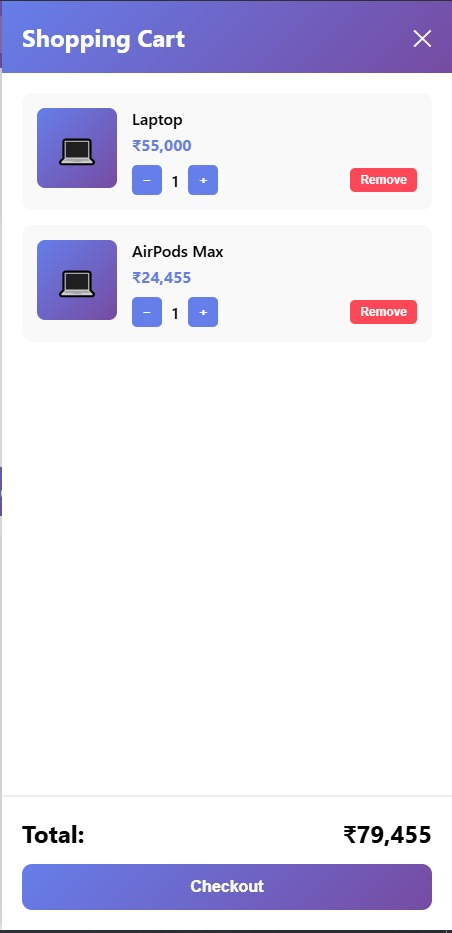 Shopping Cart
Laptop
₹55,000
− 1 + Remove
AirPods Max
₹24,455
− 1 + Remove
Total: ₹79,455
Checkout